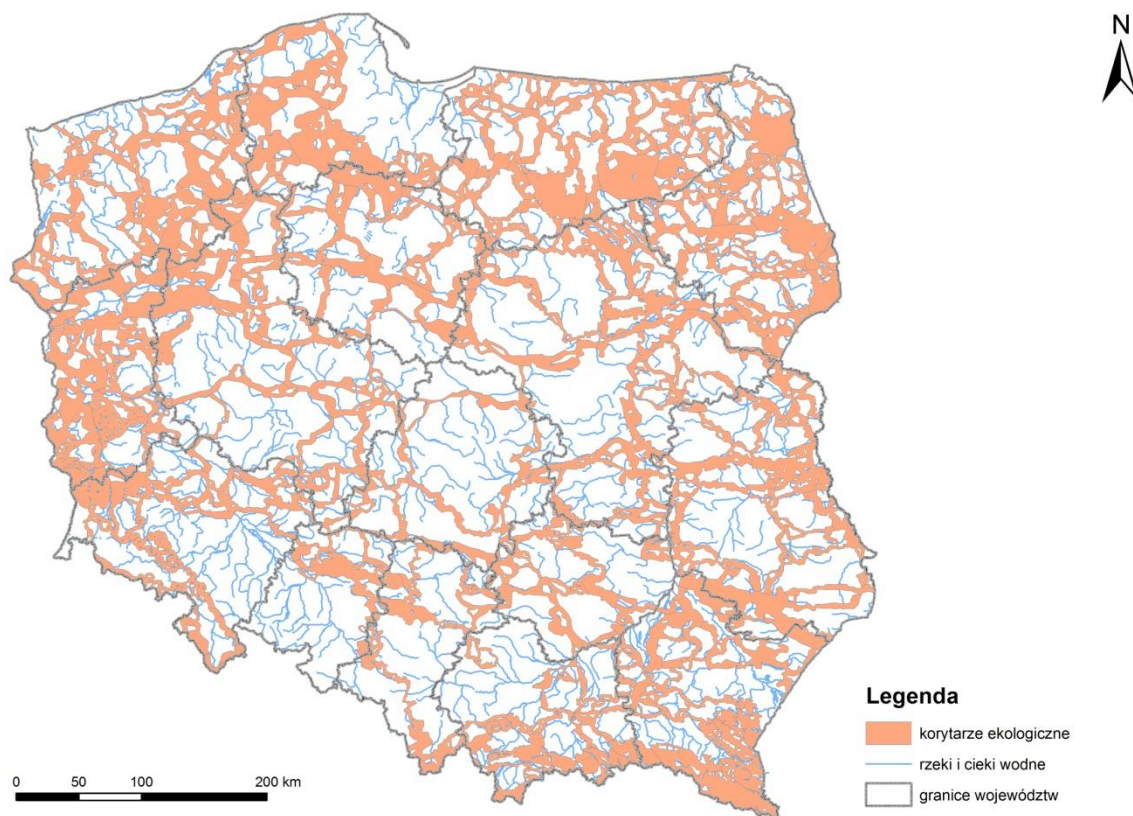 N
Legenda
korytarze ekologiczne
rzeki i cieki wodne
granice województw
0 50 100 200 km